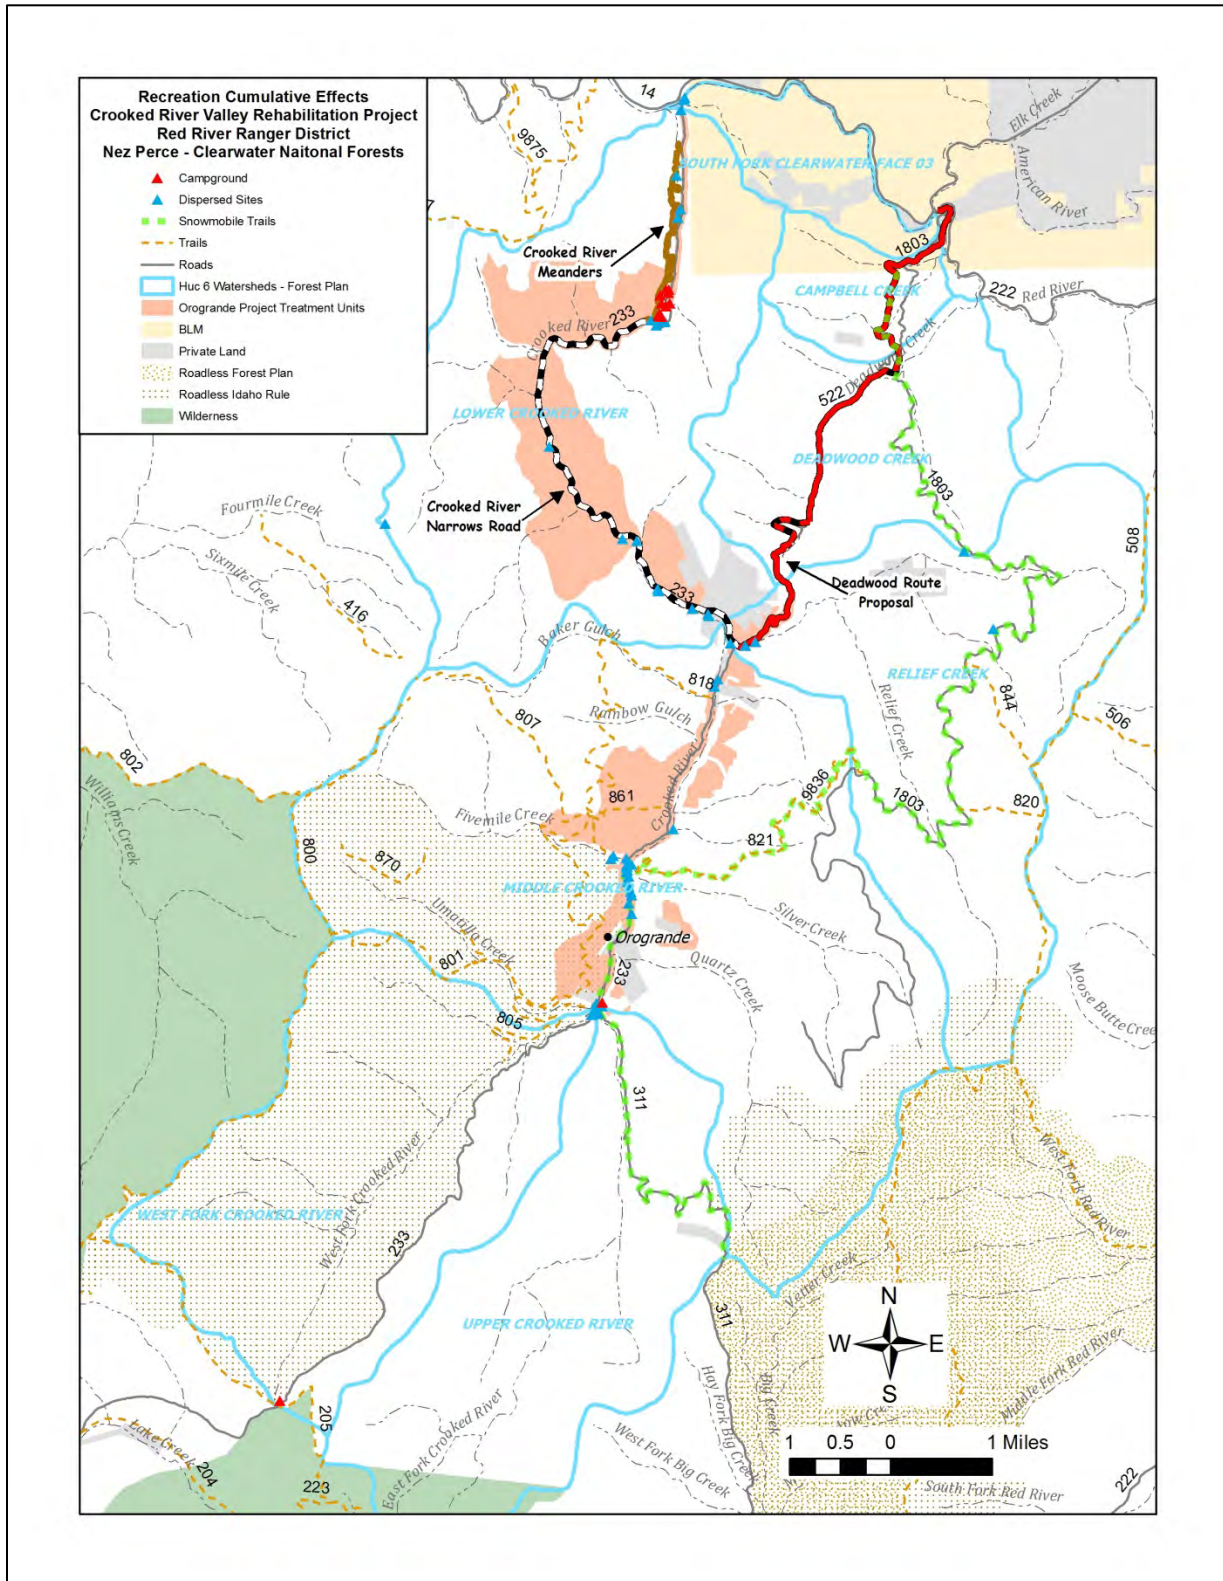 Recreation Cumulative Effects
Crooked River Valley Rehabilitation Project
Red River Ranger District
Nez Perce - Clearwater Naitonal Forests
Campground
Dispersed Sites
Snowmobile Trails
Trails
Roads
Huc 6 Watersheds - Forest Plan
Orogrande Project Treatment Units
BLM
Private Land
Roadless Forest Plan
Roadless Idaho Rule
Wilderness
14
9875
7
Elk Creek
American River
SOUTH FORK CLEARWATER FACE 03
Crooked River
Meanders
1803
CAMPBELL CREEK
222
Red River
233
Crooked River
Deadwood Creek
522
LOWER CROOKED RIVER
DEADWOOD CREEK
1803
Crooked River
Narrows Road
Fourmile Creek
Sixmile Creek
416
508
Deadwood Route
Proposal
233
Baker Gulch
818
RELIEF CREEK
844
Relief Creek
506
807
Rainbow Gulch
802
Williams Creek
Crooked River
861
9836
1803
820
Fivemile Creek
821
800
870
MIDDLE CROOKED RIVER
Umatilla Creek
Silver Creek
Orogrande
801
233
Quartz Creek
Moose Butte Cree
805
311
West Fork Crooked River
West Fork Red River
WEST FORK CROOKED RIVER
233
Vetter Creek
311
UPPER CROOKED RIVER
N
W
E
S
Middle Fork Red River
Hay Fork Big Creek
Big Creek
ow Cre
205
Lake Creek
204
223
East Fork Crooked River
West Fork Big Creek
1 0.5 0 1 Miles
South Fork Red River
222